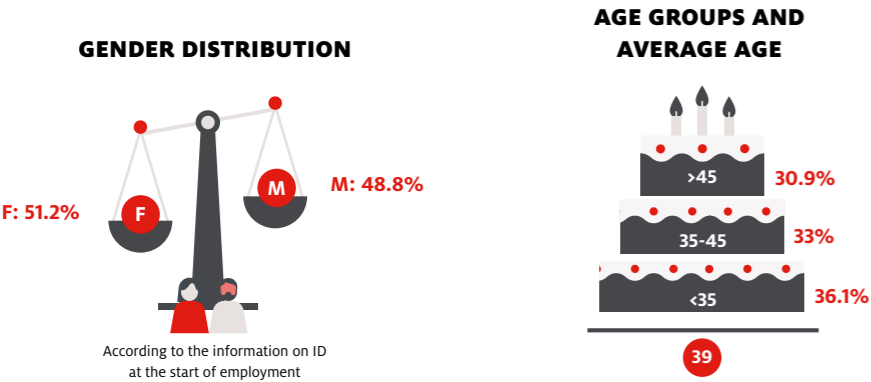 GENDER DISTRIBUTION
F: 51.2%
F
M
M: 48.8%
According to the information on ID
at the start of employment
AGE GROUPS AND
AVERAGE AGE
>45
30.9%
35-45
33%
<35
36.1%
39